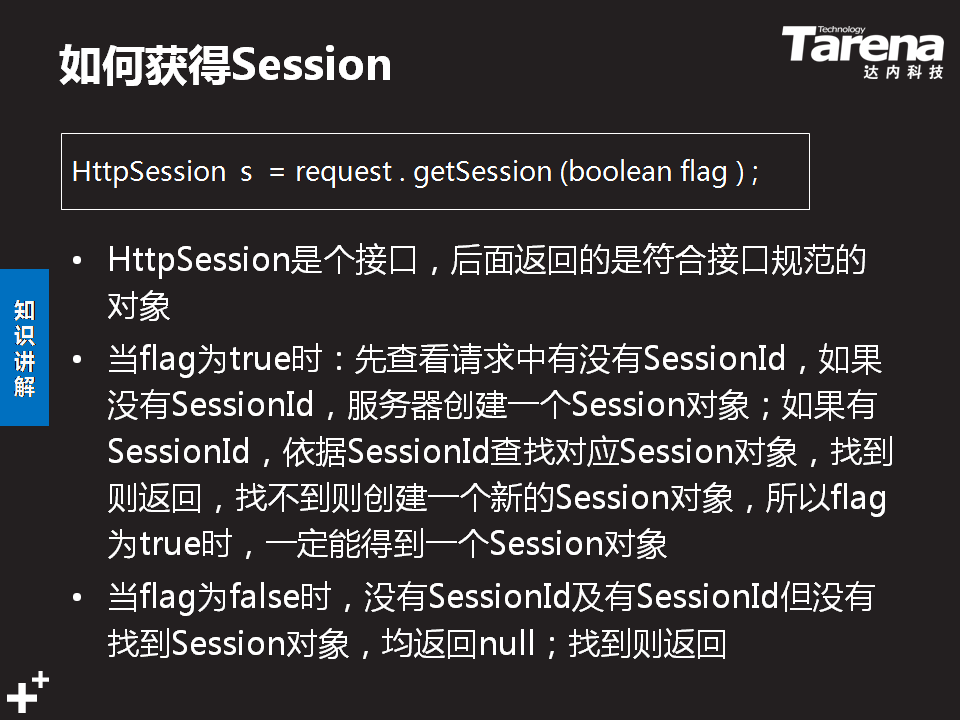 如何获得Session
Technology
Tarena
达内科技
HttpSession s = request . getSession (boolean flag ) ;
• HttpSession是个接口，后面返回的是符合接口规范的
对象
知识讲解
• 当flag为true时：先查看请求中有没有SessionId，如果
没有SessionId，服务器创建一个Session对象；如果有
SessionId，依据SessionId查找对应Session对象，找到
则返回，找不到则创建一个新的Session对象，所以flag
为true时，一定能得到一个Session对象
• 当flag为false时，没有SessionId及有SessionId但没有
找到Session对象，均返回null；找到则返回